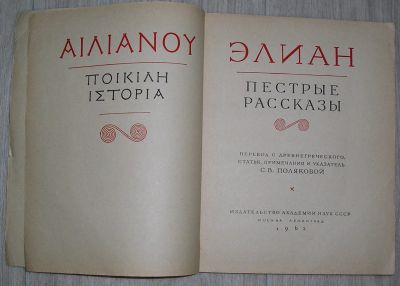 ΑΙΛΙΑΝΟΥ
ΠΟΙΚΙΛΗ
ΙΣΤΟΡΙΑ
ЭЛИАН
ПЕСТРЫЕ
РАССКАЗЫ
ПЕРЕВОД С ДРЕВНЕГРЕЧЕСКОГО,
СТАТЬЯ, ПРИМЕЧАНИЯ И УКАЗАТЕЛЬ
С.В. ПОЛЯКОВОЙ
ИЗДАТЕЛЬСТВО АКАДЕМИИ НАУК СССР
МОСКВА · ЛЕНИНГРАД